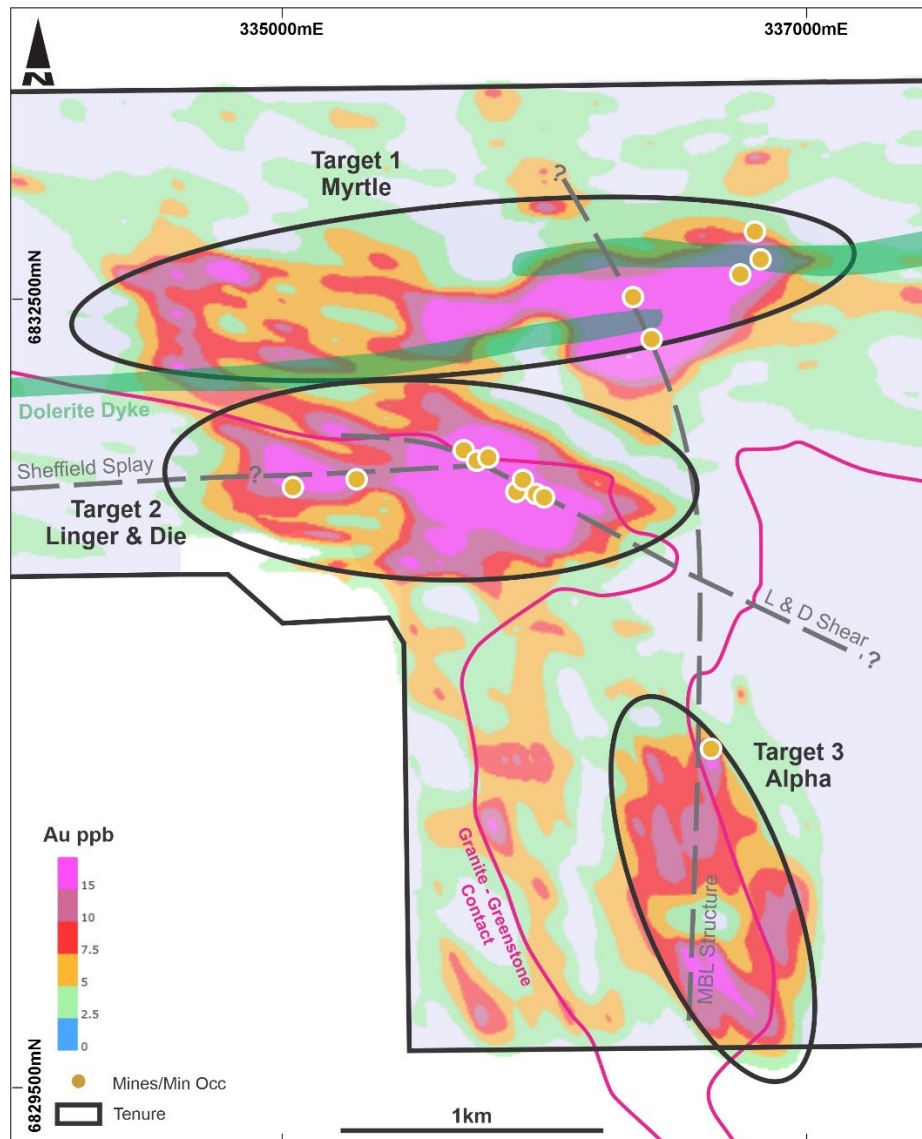 335000mE
337000mE
N
Target 1
Myrtle
?
6832500mN
Dolerite Dyke
Sheffield Splay
?
Target 2
Linger & Die
L & D Shear
?
Target 3
Alpha
Granite - Greenstone
Contact
MBL Structure
Au ppb
15
10
7.5
5
2.5
0
Mines/Min Occ
Tenure
6829500mN
1km